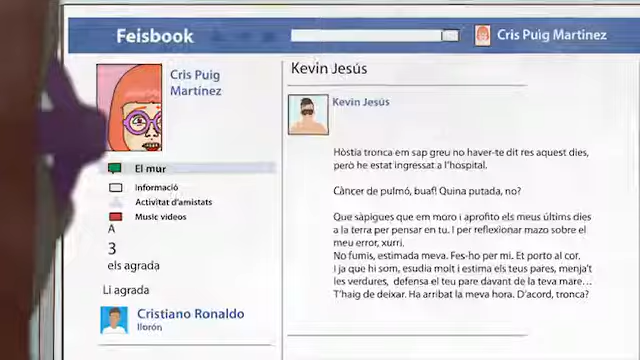 Feisbook
Cris Puig Martinez
Cris Puig
Martínez
El mur
Informació
Activitat d'amistats
Music videos
A
3
els agrada
Li agrada
Cristiano Ronaldo
llorón
Kevin Jesús
Kevin Jesús
Hòstia tronca em sap greu no haver-te dit res aquest dies,
però he estat ingressat a l'hospital.
Càncer de pulmó, buaf! Quina putada, no?
Que sàpigues que em moro i aprofito els meus últims dies
a la terra per pensar en tu. I per reflexionar mazo sobre el
meu error, xurri.
No fumis, estimada meva. Fes-ho per mi. Et porto al cor.
I ja que hi som, esudia molt i estima els teus pares, menja't
les verdures, defensa el teu pare davant de la teva mare...
T'haig de deixar. Ha arribat la meva hora. D'acord, tronca?